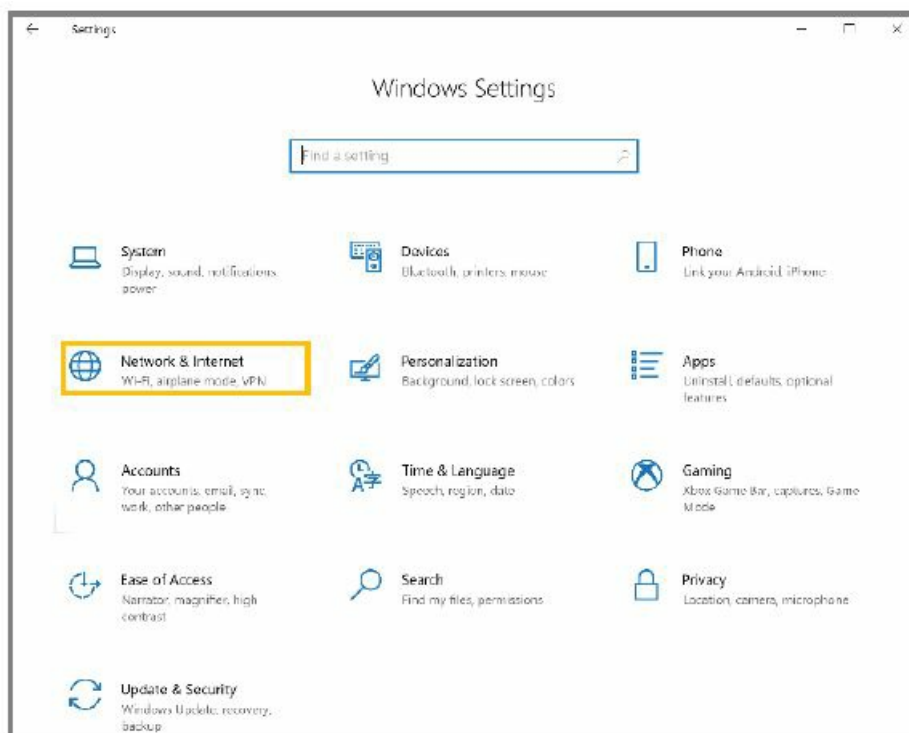 Settings
Windows Settings
Find a setting
System
Display, sound, notifications,
power
Devices
Bluetooth, printers, mouse
Phone
Link your Android, iPhone
Network & Internet
Wi-Fi, airplane mode, VPN
Personalization
Background, lock screen, colors
Apps
Uninstall, defaults, optional
features
Accounts
Your accounts, email, sync,
work, other people
Time & Language
Speech, region, date
Gaming
Xbox Game Bar, captures, Game
Mode
Ease of Access
Narrator, magnifier, high
contrast
Search
Find my files, permissions
Privacy
Location, camera, microphone
Update & Security
Windows Update, recovery,
backup